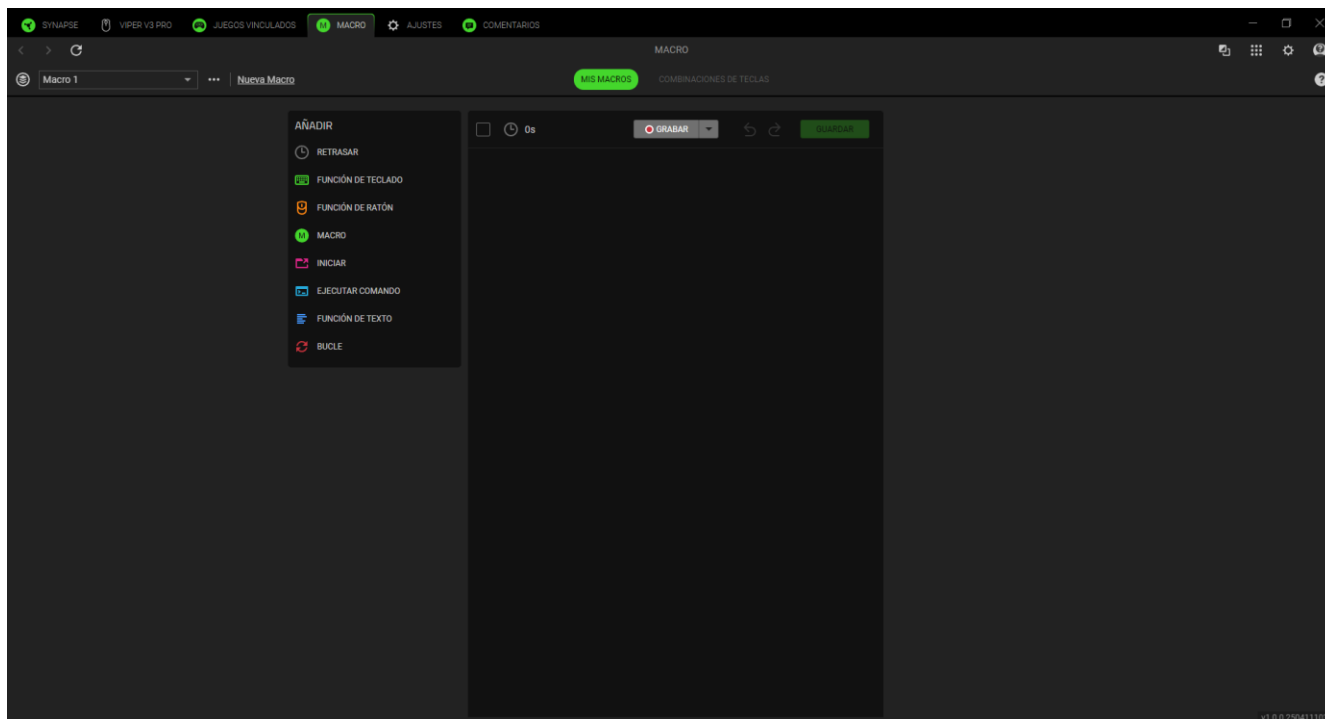 SYNAPSE VIPER V3 PRO JUEGOS VINCULADOS M MACRO AJUSTES COMENTARIOS
MACRO
Macro 1 ••• Nueva Macro MIS MACROS COMBINACIONES DE TECLAS ?
AÑADIR
0s GRABAR GUARDAR
RETRASAR
FUNCIÓN DE TECLADO
FUNCIÓN DE RATÓN
M MACRO
INICIAR
EJECUTAR COMANDO
FUNCIÓN DE TEXTO
BUCLE